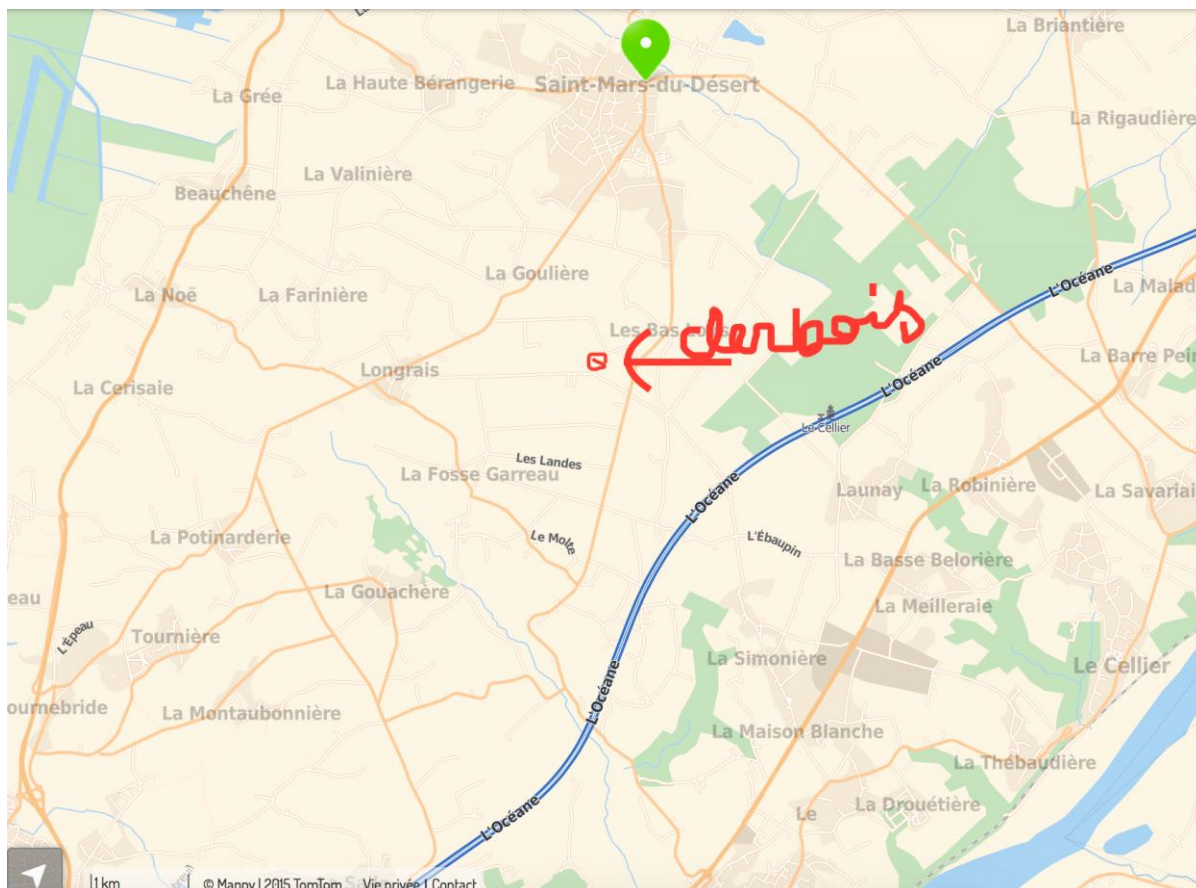 La Briantière
La Haute Bérangerie
Saint-Mars-du-Désert
La Grée
La Rigaudière
La Valinière
Beauchêne
La Goulière
L'Océane
La Noë
La Farinière
Les Bas
clerbois
L'Océane
La Barre
Longrais
La Cerisaie
Le Cellier
Les Landes
L'Océane
La Fosse Garreau
Launay
La Robinière
La Savariai
Le Molte
L'Ébaupin
La Potinarderie
La Basse Belorière
eau
La Gouachère
La Meilleraie
L'Épeau
Tournière
La Simonière
Le Cellier
L'Océane
ournebride
La Montaubonnière
La Maison Blanche
La Thébaudière
L'Océane
Le
La Drouétière
1 km
© Mappy | 2015 TomTom
Vie privée | Contact